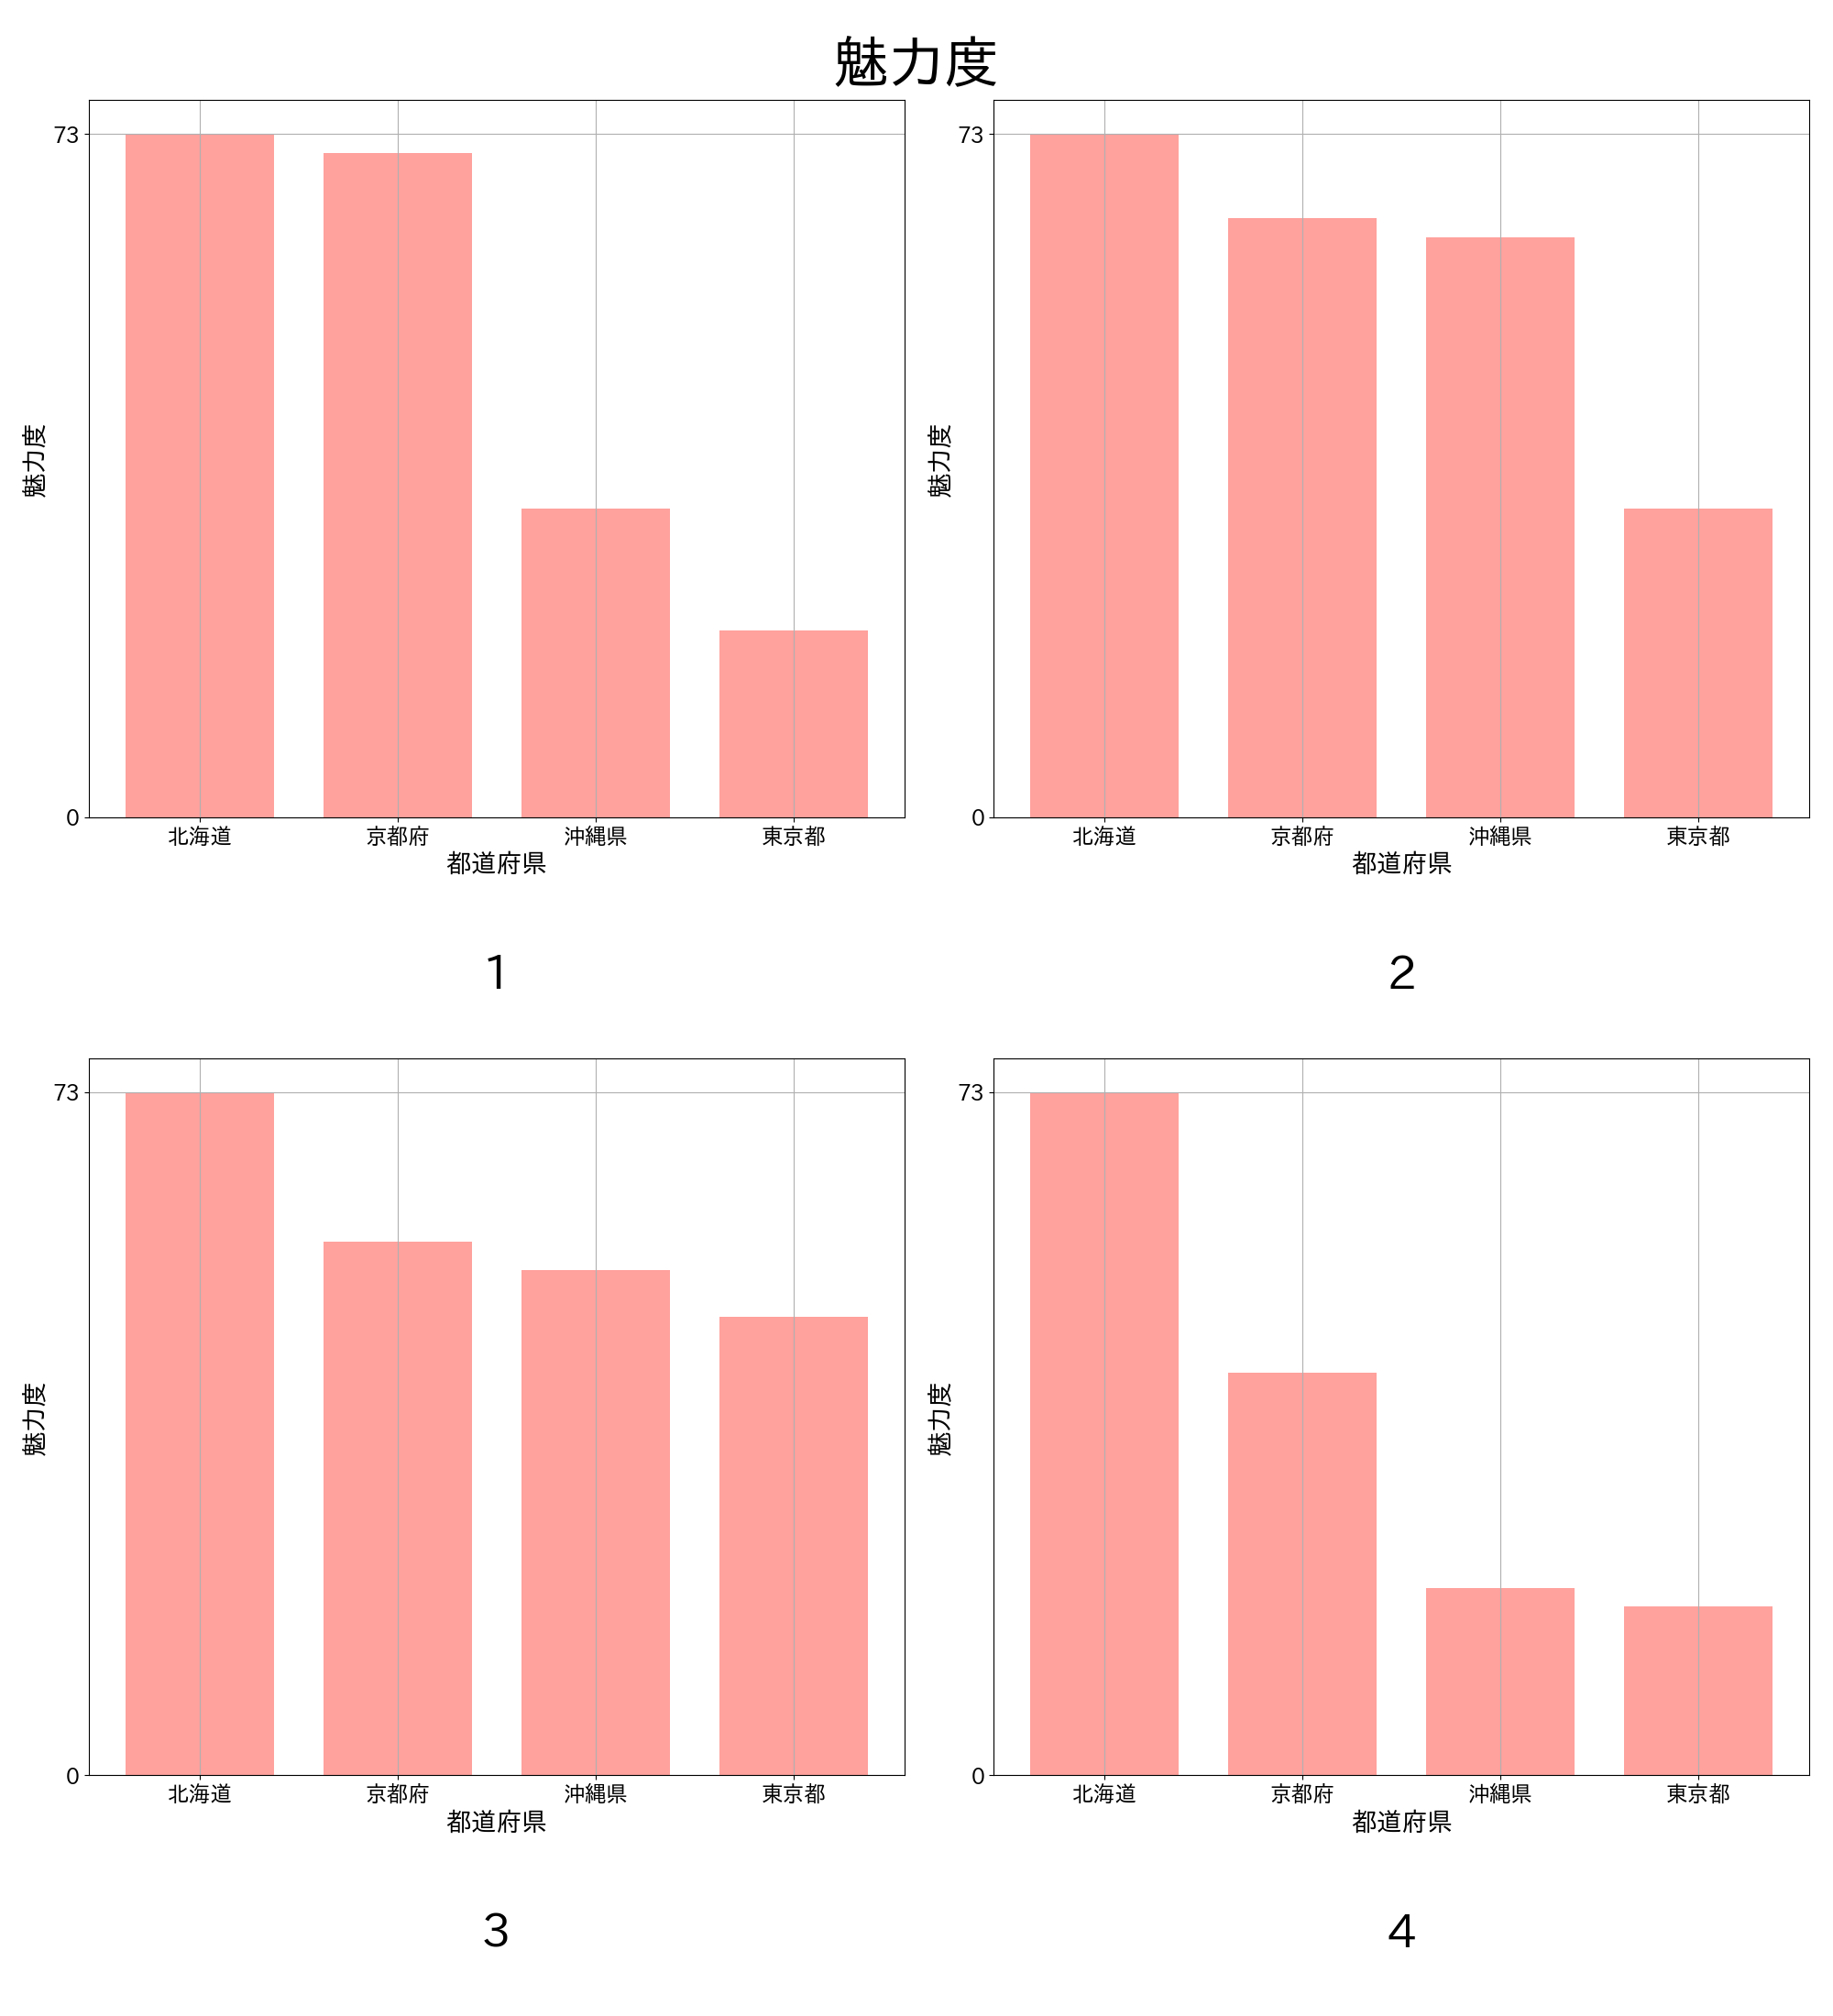 魅力度
73
0
魅力度
北海道 京都府 沖縄県 東京都
都道府県
1
73
0
魅力度
北海道 京都府 沖縄県 東京都
都道府県
2
73
0
魅力度
北海道 京都府 沖縄県 東京都
都道府県
3
73
0
魅力度
北海道 京都府 沖縄県 東京都
都道府県
4